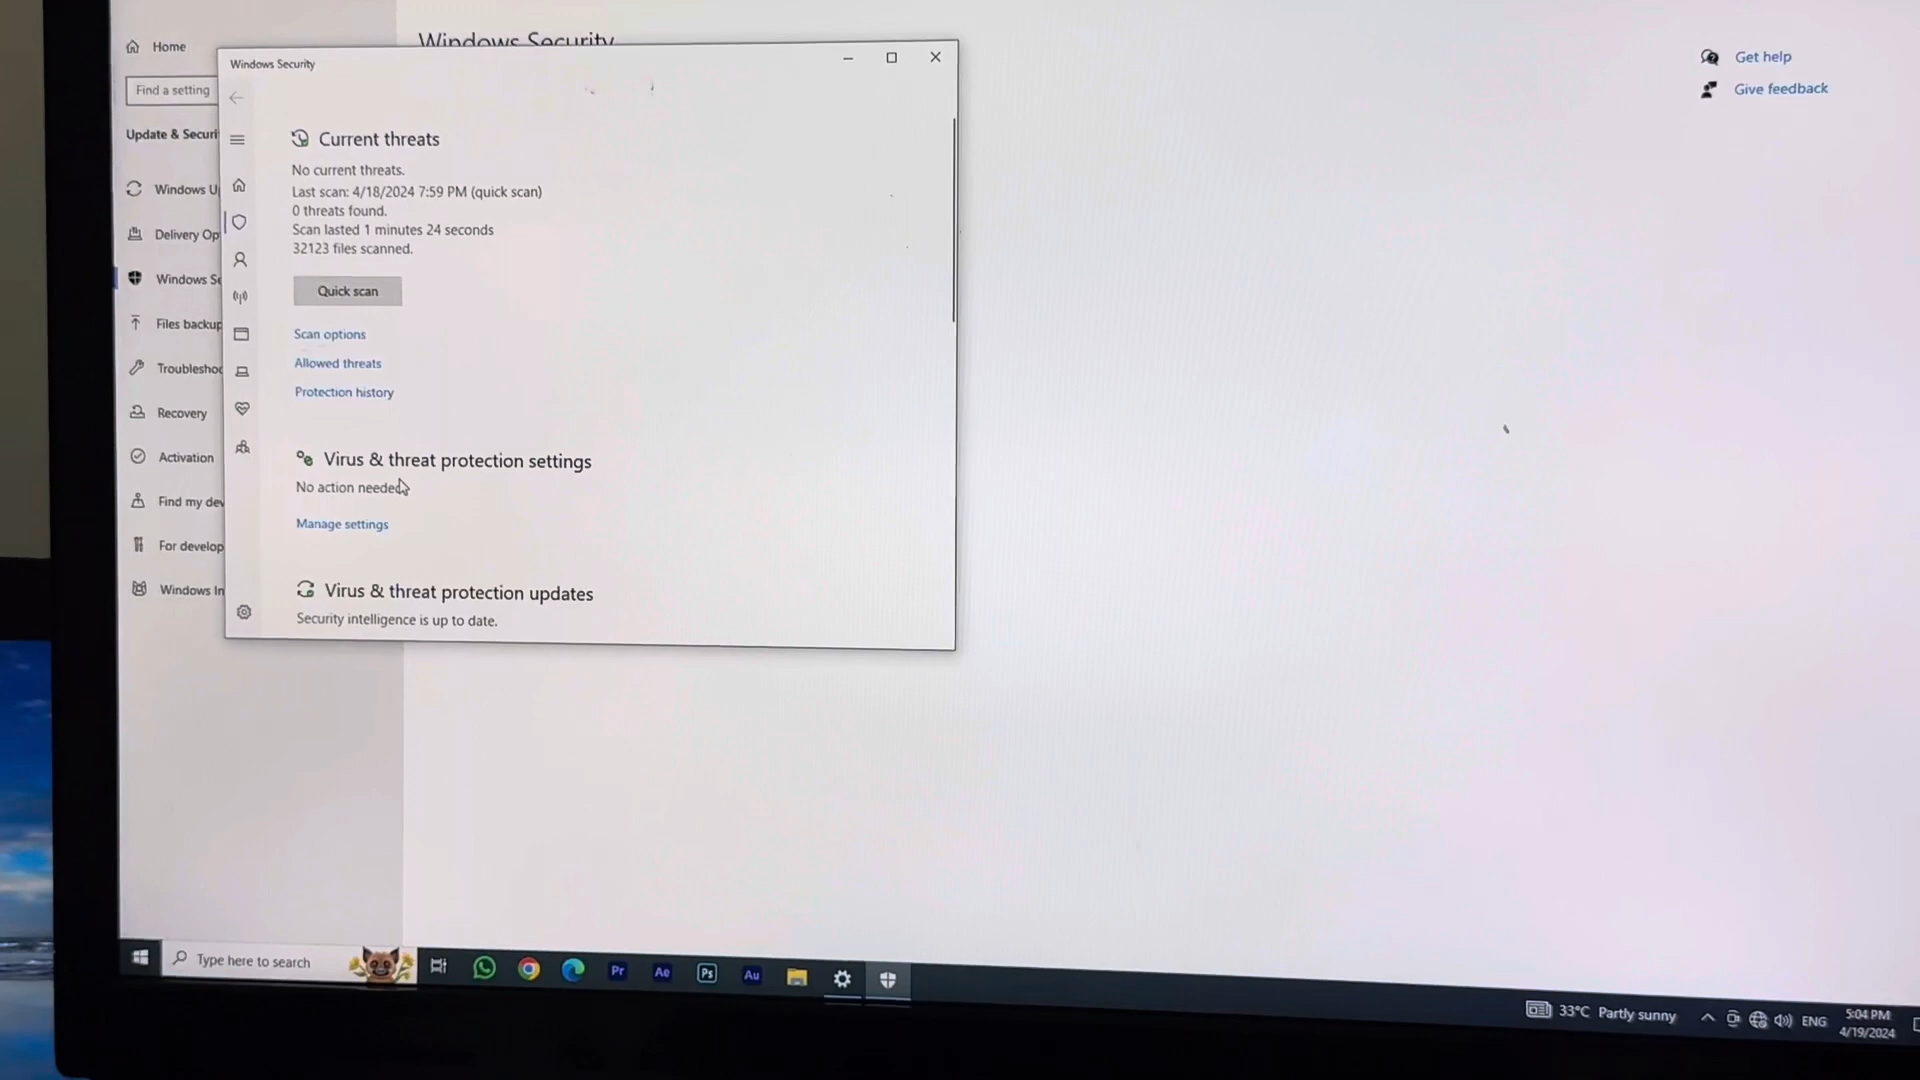 Home
Windows Security
Get help
Give feedback
Windows Security
Find a setting
Update & Securi
Windows U
Delivery Op
Windows Se
Files backup
Troubleshoo
Recovery
Activation
Find my dev
For develop
Windows In
Current threats
No current threats.
Last scan: 4/18/2024 7:59 PM (quick scan)
0 threats found.
Scan lasted 1 minutes 24 seconds
32123 files scanned.
Quick scan
Scan options
Allowed threats
Protection history
Virus & threat protection settings
No action needed
Manage settings
Virus & threat protection updates
Security intelligence is up to date.
Type here to search
Pr
Ae
Ps
Au
33°C Partly sunny
ENG
5:04 PM
4/19/2024